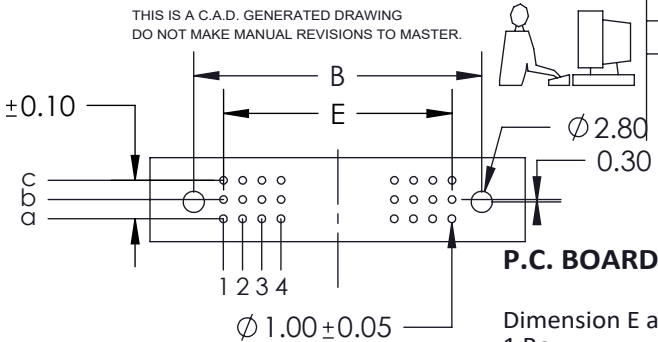 THIS IS A C.A.D. GENERATED DRAWING
DO NOT MAKE MANUAL REVISIONS TO MASTER.
B
±0.10
E
Ø 2.80
0.30
c
b
a
1 2 3 4
P.C. BOARD
Ø 1.00 ±0.05
Dimension E a